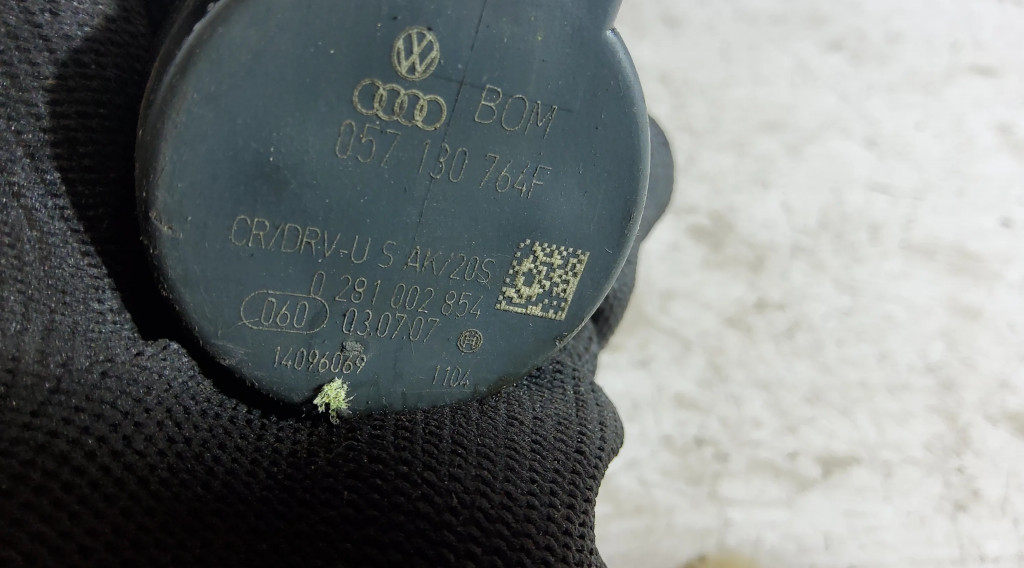 BOM
057 130 764F
CR/DRV-U S AK/20S
0 281 002 854
060 03.07.07
14096069 1104